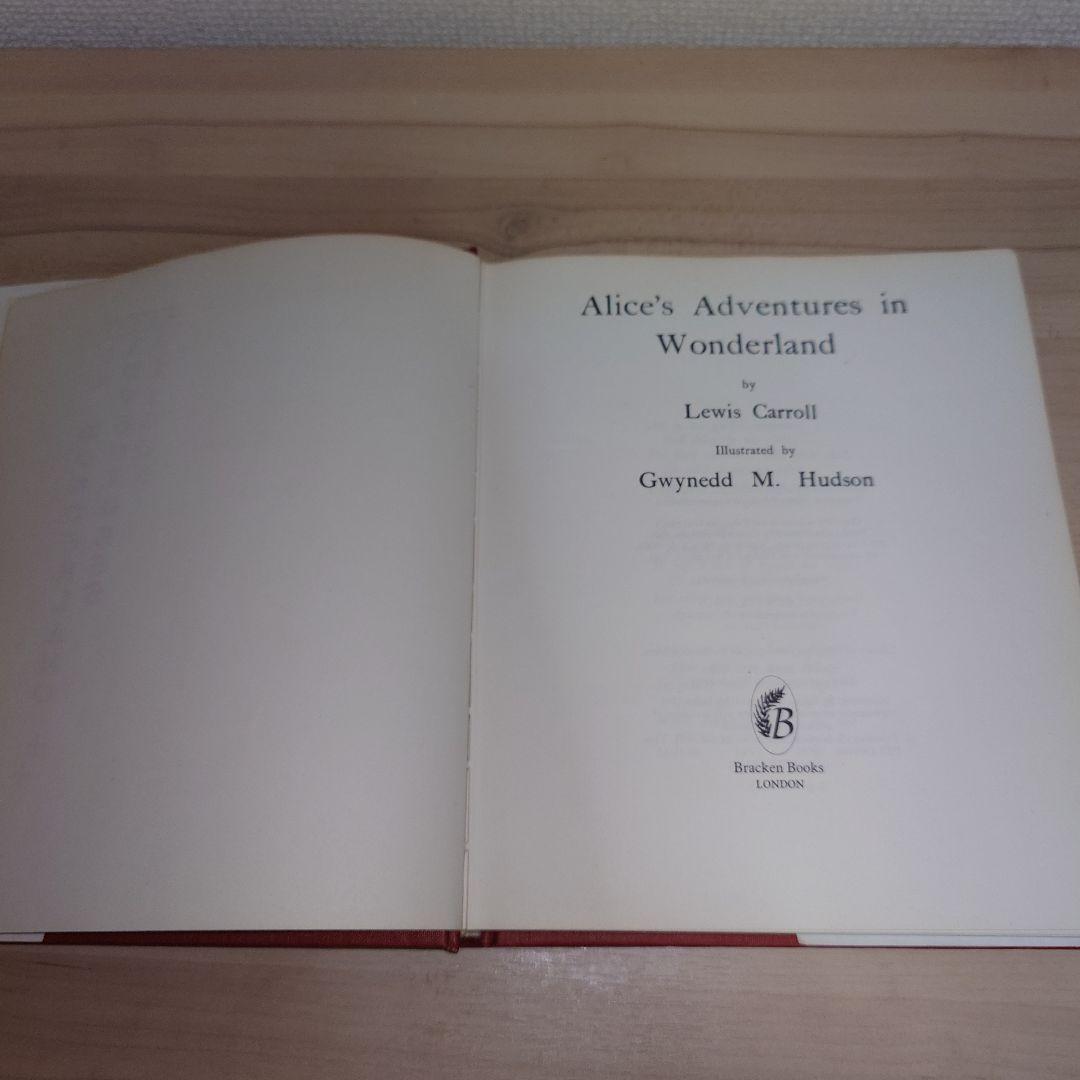 Alice's Adventures in
Wonderland
by
Lewis Carroll
Illustrated by
Gwynedd M. Hudson
B
Bracken Books
LONDON